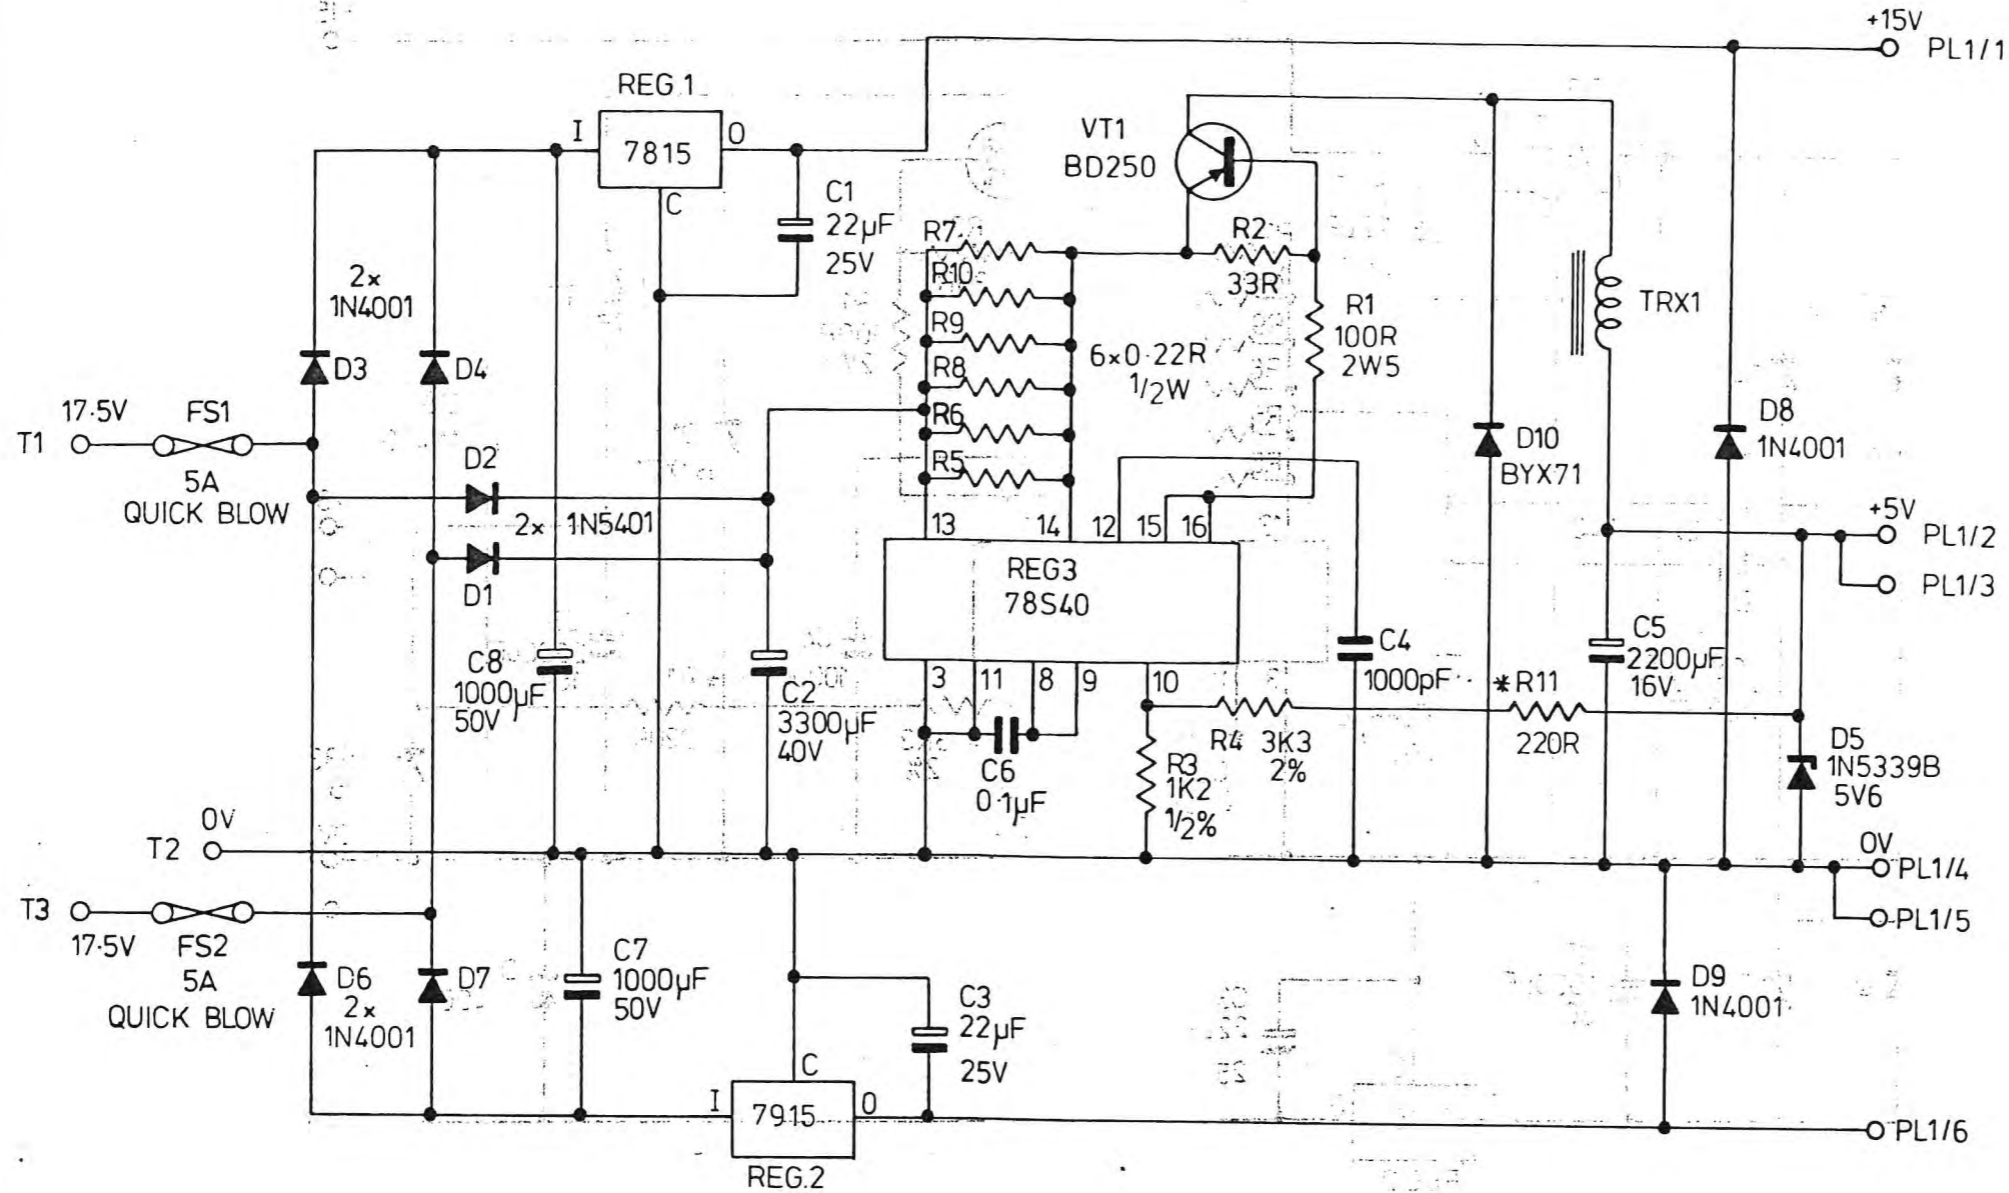 +15V
PL1/1
REG.1
I
7815
O
C
C1
22µF
25V
VT1
BD250
R7
R10
R9
R8
R6
R5
R2
33R
R1
100R
2W5
6×0·22R
1/2W
TRX1
2×
1N4001
D3
D4
17·5V
FS1
T1
5A
QUICK BLOW
D2
2× 1N5401
D1
D10
BYX71
D8
1N4001
+5V
PL1/2
PL1/3
13
14
12
15
16
REG3
78S40
3
11
8
9
10
C8
1000µF
50V
C2
3300µF
40V
C6
0·1µF
R3
1K2
1/2%
R4 3K3
2%
C4
1000pF
*R11
220R
C5
2200µF
16V
D5
1N5339B
5V6
0V
T2
0V
PL1/4
PL1/5
T3
17·5V
FS2
5A
QUICK BLOW
D6
2×
1N4001
D7
C7
1000µF
50V
C3
22µF
25V
D9
1N4001
C
I
7915
O
REG.2
PL1/6